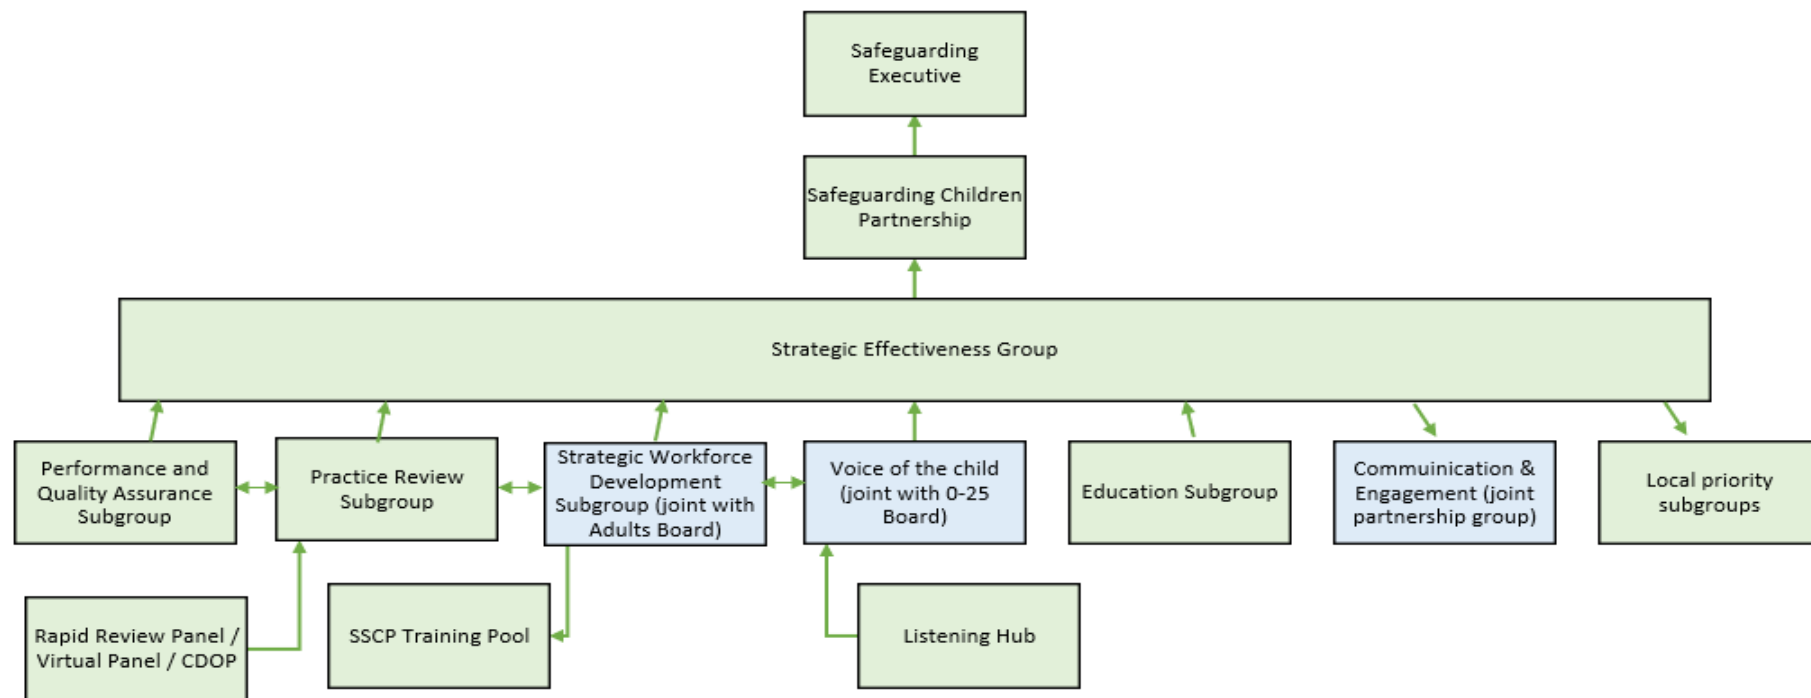 Safeguarding
Executive
Safeguarding Children
Partnership
Strategic Effectiveness Group
Performance and
Quality Assurance
Subgroup
Practice Review
Subgroup
Strategic Workforce
Development
Subgroup (joint with
Adults Board)
Voice of the child
(joint with 0-25
Board)
Education Subgroup
Commuinication &
Engagement (joint
partnership group)
Local priority
subgroups
Rapid Review Panel /
Virtual Panel / CDOP
SSCP Training Pool
Listening Hub